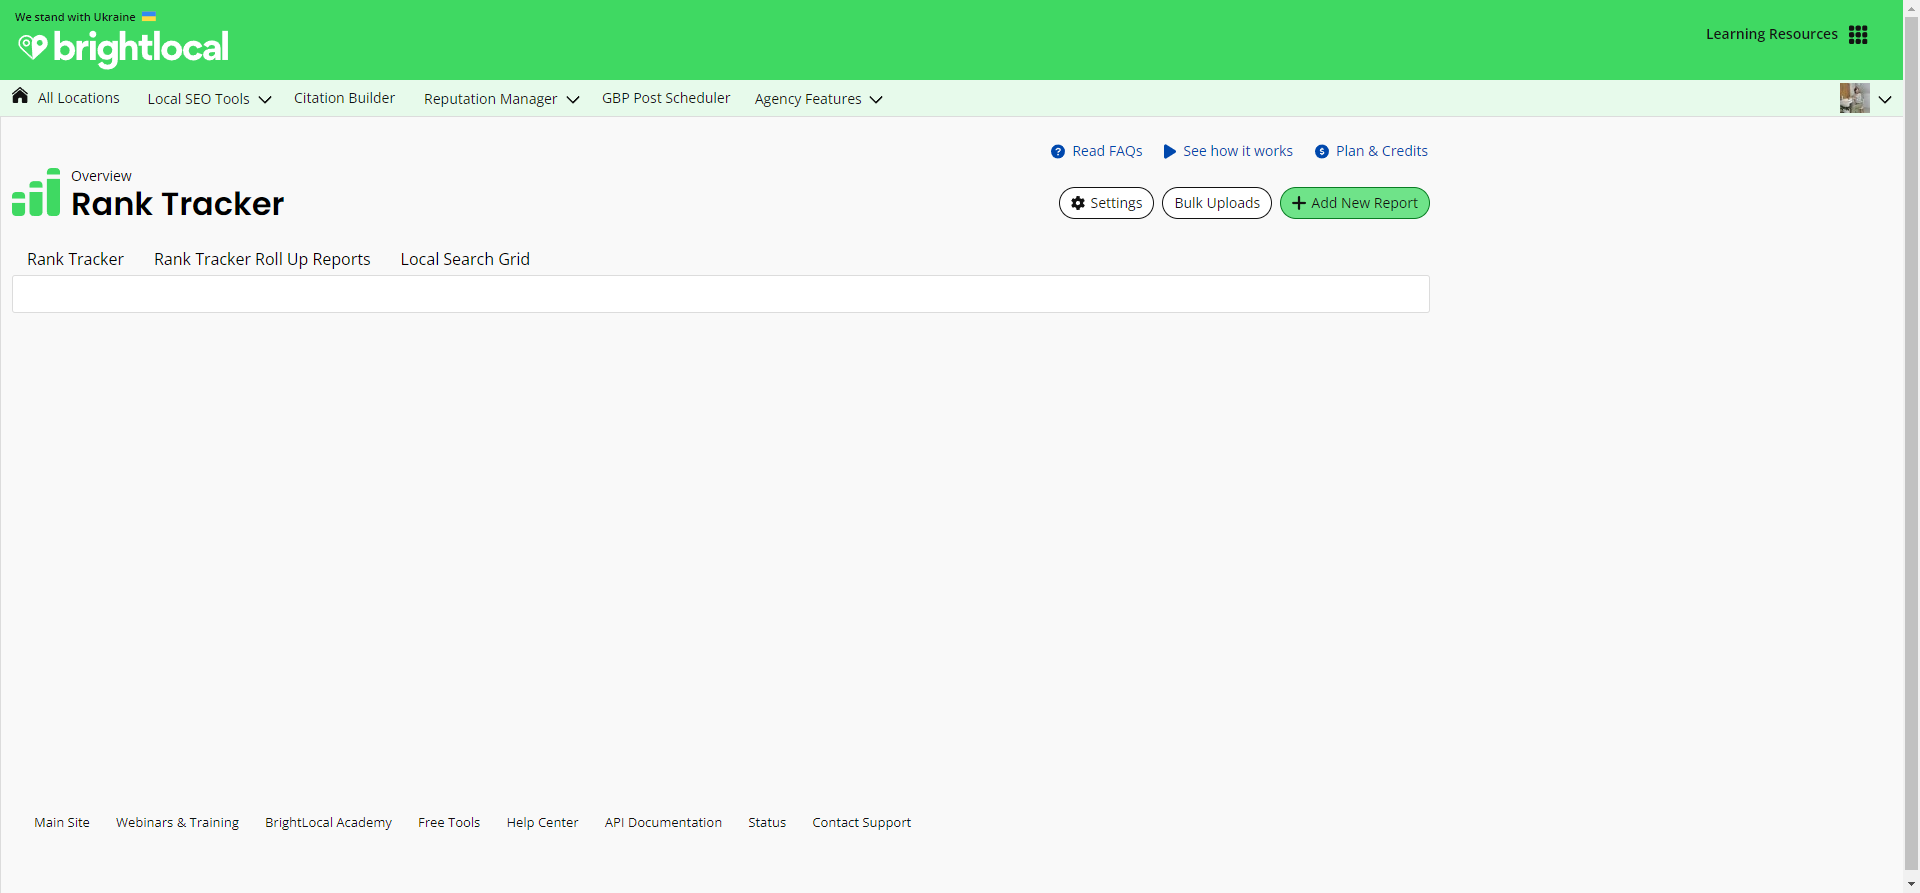 We stand with Ukraine
brightlocal
Learning Resources
All Locations
Local SEO Tools
Citation Builder
Reputation Manager
GBP Post Scheduler
Agency Features
Read FAQs
See how it works
Plan & Credits
Overview
Rank Tracker
Settings
Bulk Uploads
Add New Report
Rank Tracker
Rank Tracker Roll Up Reports
Local Search Grid
Main Site
Webinars & Training
BrightLocal Academy
Free Tools
Help Center
API Documentation
Status
Contact Support